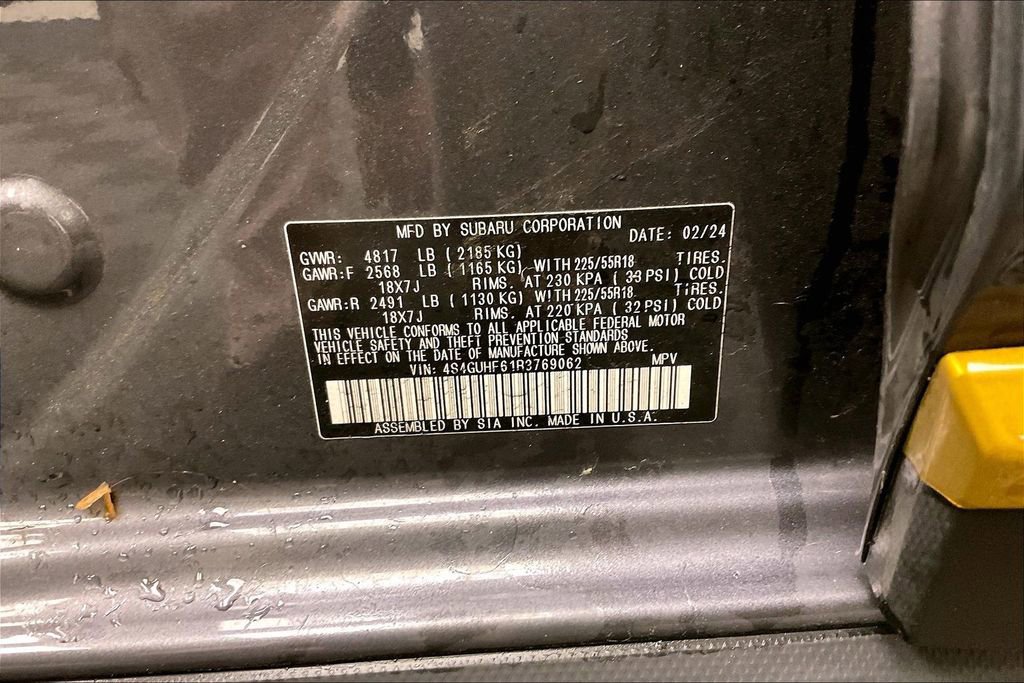 MFD BY SUBARU CORPORATION DATE: 02/24
GVWR: 4817 LB (2185 KG)
GAWR:F 2568 LB (1165 KG) WITH 225/55R18 TIRES.
18X7J RIMS. AT 230 KPA (33 PSI) COLD
GAWR:R 2491 LB (1130 KG) WITH 225/55R18 TIRES.
18X7J RIMS. AT 220 KPA (32 PSI) COLD
THIS VEHICLE CONFORMS TO ALL APPLICABLE FEDERAL MOTOR
VEHICLE SAFETY AND THEFT PREVENTION STANDARDS
IN EFFECT ON THE DATE OF MANUFACTURE SHOWN ABOVE.
VIN: 4S4GUHF61R3769062 MPV
ASSEMBLED BY SIA INC. MADE IN U.S.A.